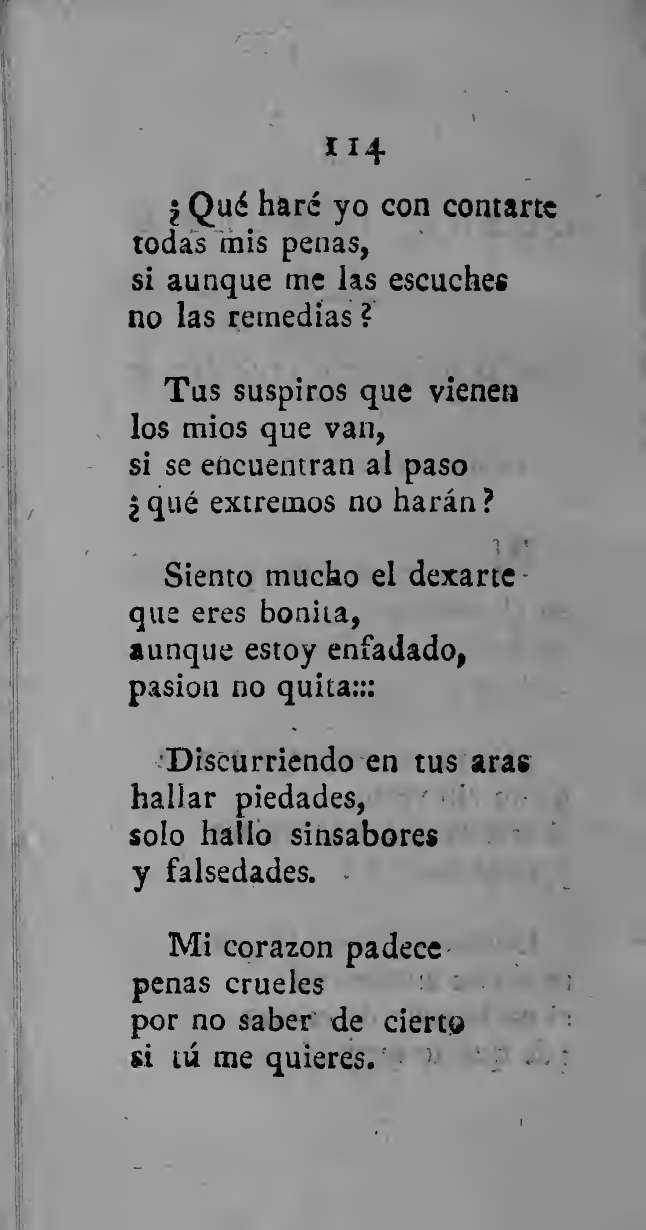 114
¿Qué haré yo con contarte
todas mis penas,
si aunque me las escuches
no las remedias?
Tus suspiros que vienen
los mios que van,
si se encuentran al paso
¿qué extremos no harán?
Siento mucho el dexarte
que eres bonita,
aunque estoy enfadado,
pasion no quita:::
Discurriendo en tus aras
hallar piedades,
solo hallo sinsabores
y falsedades.
Mi corazon padece
penas crueles
por no saber de cierto
si tú me quieres.